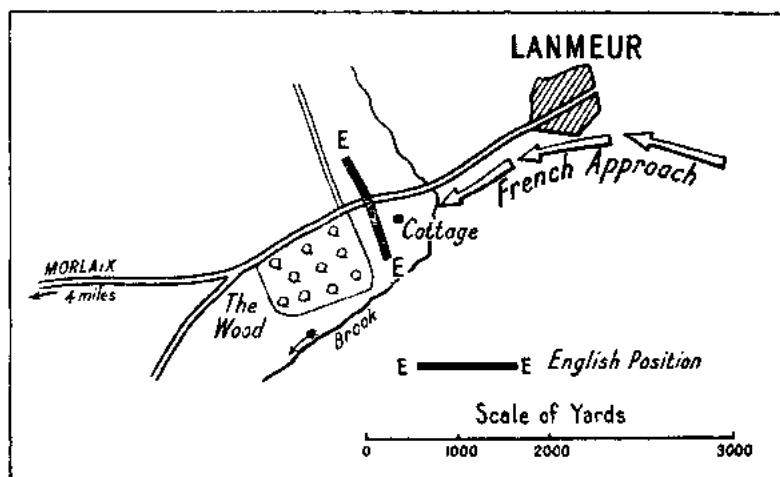 LANMEUR
E
French Approach
Cottage
E
MORLAIX
4 miles
The
Wood
Brook
E E English Position
Scale of Yards
0 1000 2000 3000